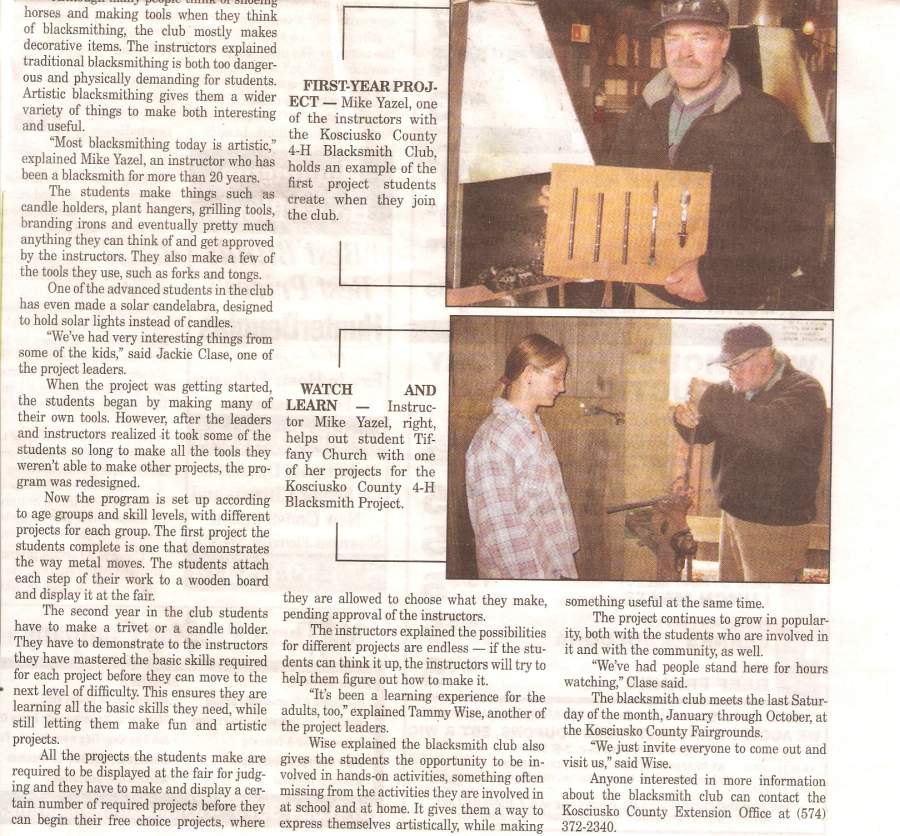 horses and making tools when they think
of blacksmithing, the club mostly makes
decorative items. The instructors explained
traditional blacksmithing is both too danger-
ous and physically demanding for students.
Artistic blacksmithing gives them a wider
variety of things to make both interesting
and useful.
“Most blacksmithing today is artistic,”
explained Mike Yazel, an instructor who has
been a blacksmith for more than 20 years.
The students make things such as
candle holders, plant hangers, grilling tools,
branding irons and eventually pretty much
anything they can think of and get approved
by the instructors. They also make a few of
the tools they use, such as forks and tongs.
One of the advanced students in the club
has even made a solar candelabra, designed
to hold solar lights instead of candles.
“We’ve had very interesting things from
some of the kids,” said Jackie Clase, one of
the project leaders.
When the project was getting started,
the students began by making many of
their own tools. However, after the leaders
and instructors realized it took some of the
students so long to make all the tools they
weren’t able to make other projects, the pro-
gram was redesigned.
Now the program is set up according
to age groups and skill levels, with different
projects for each group. The first project the
students complete is one that demonstrates
the way metal moves. The students attach
each step of their work to a wooden board
and display it at the fair.
The second year in the club students
have to make a trivet or a candle holder.
They have to demonstrate to the instructors
they have mastered the basic skills required
for each project before they can move to the
next level of difficulty. This ensures they are
learning all the basic skills they need, while
still letting them make fun and artistic
projects.
All the projects the students make are
required to be displayed at the fair for judg-
ing and they have to make and display a cer-
tain number of required projects before they
can begin their free choice projects, where
FIRST-YEAR PROJ-
ECT — Mike Yazel, one
of the instructors with
the Kosciusko County
4-H Blacksmith Club,
holds an example of the
first project students
create when they join
the club.
WATCH AND
LEARN — Instruc-
tor Mike Yazel, right,
helps out student Tif-
fany Church with one
of her projects for the
Kosciusko County 4-H
Blacksmith Project.
they are allowed to choose what they make,
pending approval of the instructors.
The instructors explained the possibilities
for different projects are endless — if the stu-
dents can think it up, the instructors will try to
help them figure out how to make it.
“It’s been a learning experience for the
adults, too,” explained Tammy Wise, another of
the project leaders.
Wise explained the blacksmith club also
gives the students the opportunity to be in-
volved in hands-on activities, something often
missing from the activities they are involved in
at school and at home. It gives them a way to
express themselves artistically, while making
something useful at the same time.
The project continues to grow in popular-
ity, both with the students who are involved in
it and with the community, as well.
“We’ve had people stand here for hours
watching,” Clase said.
The blacksmith club meets the last Satur-
day of the month, January through October, at
the Kosciusko County Fairgrounds.
“We just invite everyone to come out and
visit us,” said Wise.
Anyone interested in more information
about the blacksmith club can contact the
Kosciusko County Extension Office at (574)
372-2340.